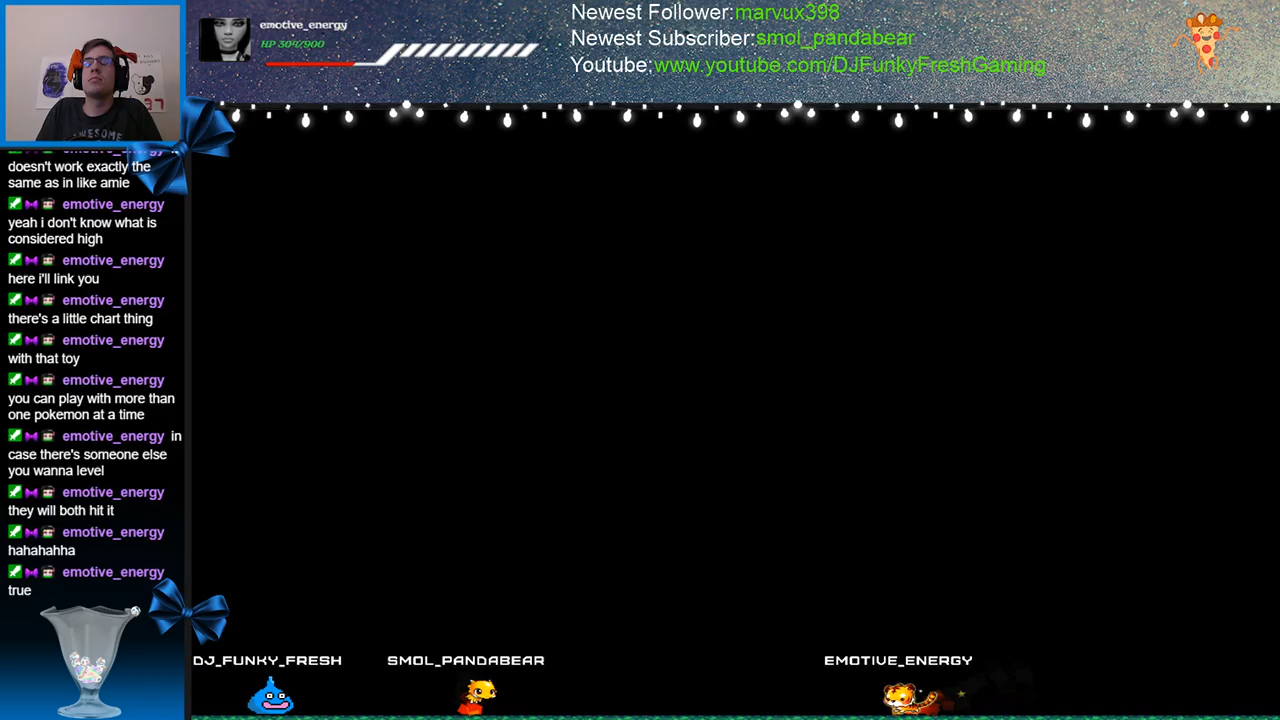 emotive_energy
HP 304/900
Newest Follower:marvux398
Newest Subscriber:smol_pandabear
Youtube;www.youtube.com/DJFunkyFreshGaming
AWESOME
doesn't work exactly the
same as in like amie
emotive_energy
yeah i don't know what is
considered high
emotive_energy
here i'll link you
emotive_energy
there's a little chart thing
emotive_energy
with that toy
emotive_energy
you can play with more than
one pokemon at a time
emotive_energy in
case there's someone else
you wanna level
emotive_energy
they will both hit it
emotive_energy
hahahahha
emotive_energy
true
DJ_FUNKY_FRESH
SMOL_PANDABEAR
EMOTIVE_ENERGY